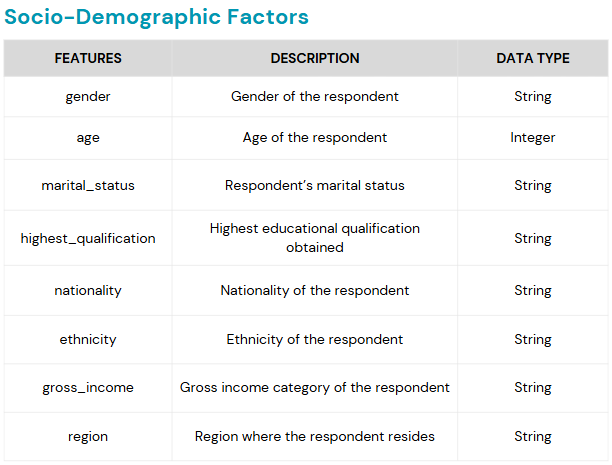 Socio-Demographic Factors
FEATURES DESCRIPTION DATA TYPE
gender Gender of the respondent String
age Age of the respondent Integer
marital_status Respondent’s marital status String
highest_qualification Highest educational qualification
obtained String
nationality Nationality of the respondent String
ethnicity Ethnicity of the respondent String
gross_income Gross income category of the respondent String
region Region where the respondent resides String